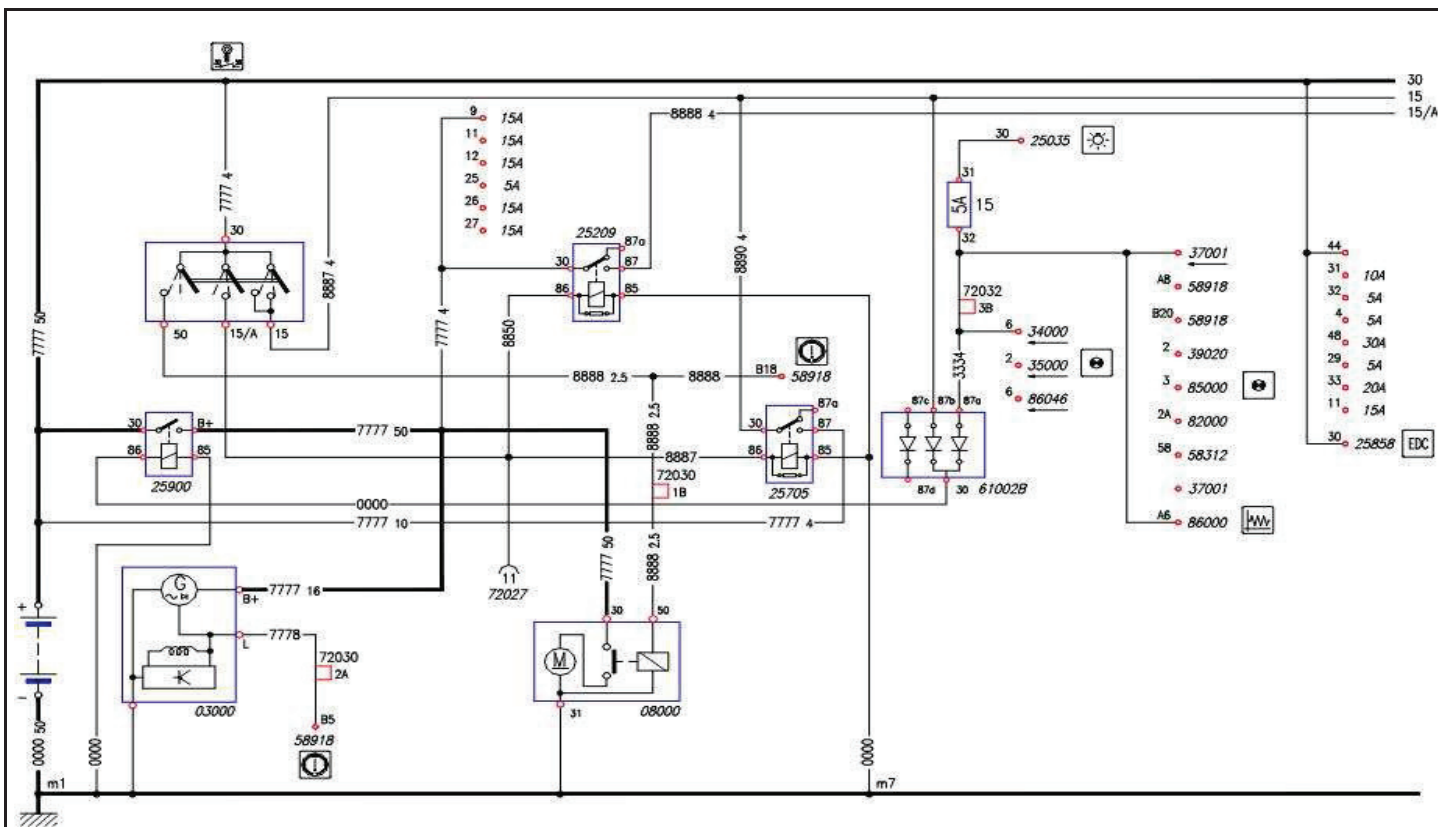 30
15
15/A
9 15A
11 15A
12 15A
25 5A
26 15A
27 15A
8888 4
30 25035
31
5A 15
32
7777 4
30
50 15/A 15
8887 4
7777 50
7777 4
25209
87a
30 87
86 85
8850
8890 4
72032
3B
3334
6 34000
2 35000
6 86046
37001
A8 58918
B20 58918
2 39020
3 85000
2A 82000
58 58312
37001
A6 86000
44
31 10A
32 5A
4 5A
48 30A
29 5A
33 20A
11 15A
30 25858 EDC
8888 2.5 8888 B18 58918
8888 2.5
30 B+
86 85
25900
7777 50
8887
72030
1B
87a
30 87
86 85
25705
87c 87b 87a
87d 30 61002B
0000
7777 10 7777 4
11
72027
7777 50
8888 2.5
G
B+ 7777 16
L 7778
72030
2A
B5
58918
03000
30 50
M
31 08000
+
-
0000 50
0000
0000
m1 m7